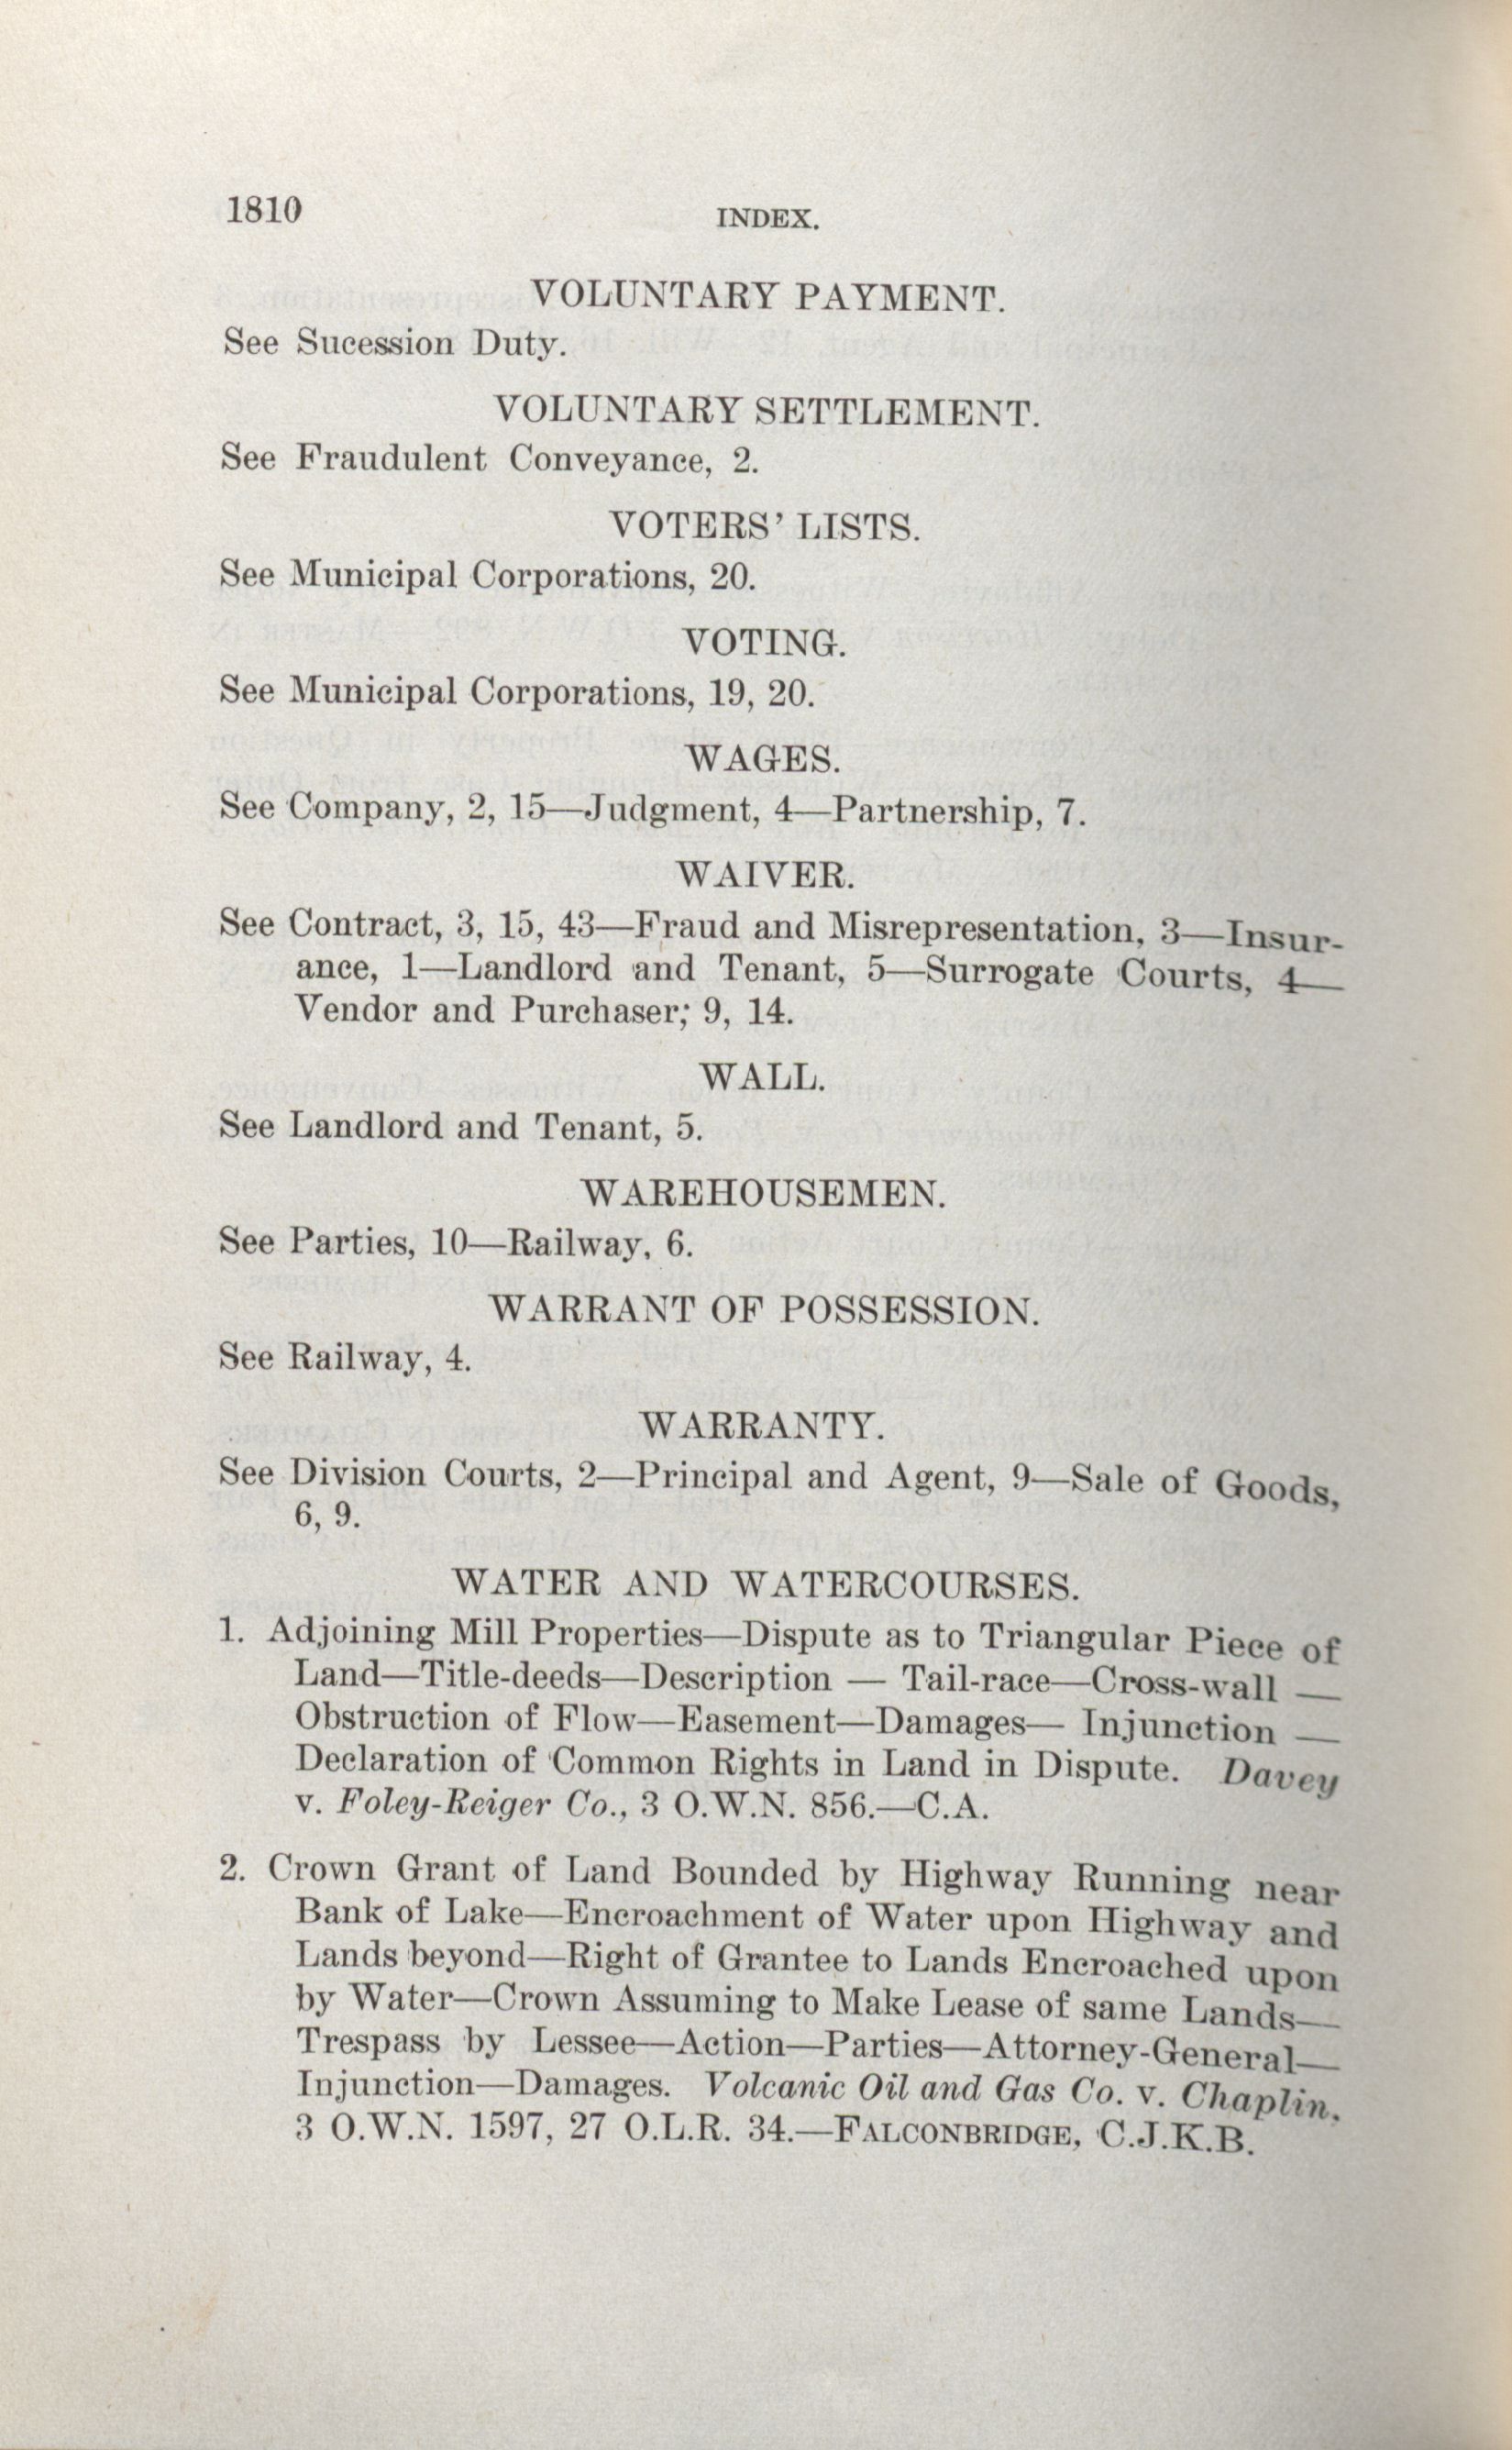 1810
INDEX.
VOLUNTARY PAYMENT.
See Sucession Duty.
VOLUNTARY SETTLEMENT.
See Fraudulent Conveyance, 2.
VOTERS' LISTS.
See Municipal Corporations, 20.
VOTING.
See Municipal Corporations, 19, 20.
WAGES.
See Company, 2, 15—Judgment, 4—Partnership, 7.
WAIVER.
See Contract, 3, 15, 43—Fraud and Misrepresentation, 3—Insur-
ance, 1—Landlord and Tenant, 5—Surrogate Courts, 4—
Vendor and Purchaser; 9, 14.
WALL.
See Landlord and Tenant, 5.
WAREHOUSEMEN.
See Parties, 10—Railway, 6.
WARRANT OF POSSESSION.
See Railway, 4.
WARRANTY.
See Division Courts, 2—Principal and Agent, 9—Sale of Goods,
6, 9.
WATER AND WATERCOURSES.
1. Adjoining Mill Properties—Dispute as to Triangular Piece of
Land—Title-deeds—Description — Tail-race—Cross-wall —
Obstruction of Flow—Easement—Damages— Injunction —
Declaration of Common Rights in Land in Dispute. Davey
v. Foley-Reiger Co., 3 O.W.N. 856.—C.A.
2. Crown Grant of Land Bounded by Highway Running near
Bank of Lake—Encroachment of Water upon Highway and
Lands beyond—Right of Grantee to Lands Encroached upon
by Water—Crown Assuming to Make Lease of same Lands—
Trespass by Lessee—Action—Parties—Attorney-General—
Injunction—Damages. Volcanic Oil and Gas Co. v. Chaplin,
3 O.W.N. 1597, 27 O.L.R. 34.—FALCONBRIDGE, C.J.K.B.